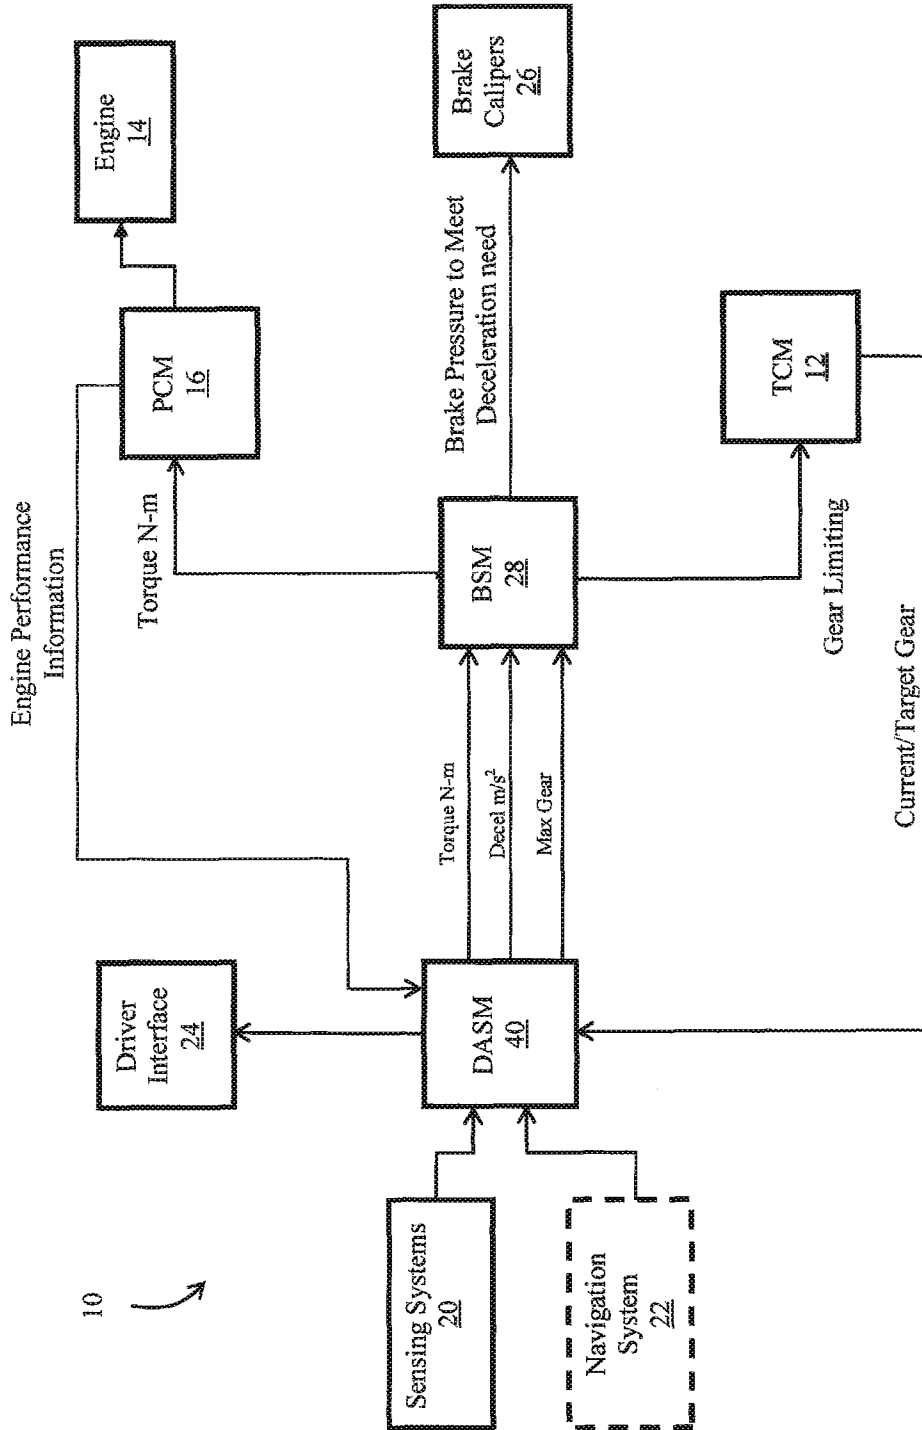 10
Sensing Systems
20
Navigation
System
22
Driver
Interface
24
DASM
40
Engine Performance
Information
Torque N-m
Decel m/s²
Max Gear
BSM
28
Torque N-m
PCM
16
Engine
14
Brake Pressure to Meet
Deceleration need
Brake
Calipers
26
Gear Limiting
TCM
12
Current/Target Gear